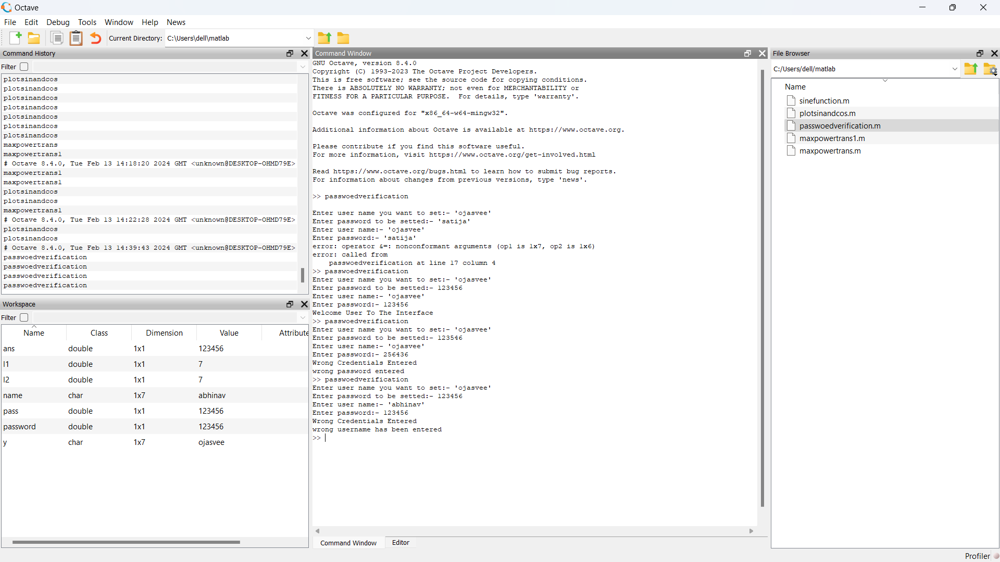 Octave
File Edit Debug Tools Window Help News
Current Directory: C:\Users\dell\matlab
Command History
Filter
plotsinandcos
plotsinandcos
plotsinandcos
plotsinandcos
plotsinandcos
plotsinandcos
plotsinandcos
maxpowertrans
maxpowertrans1
# Octave 8.4.0, Tue Feb 13 14:18:20 2024 GMT <unknown@DESKTOP-OHMD79E>
maxpowertrans1
maxpowertrans1
plotsinandcos
plotsinandcos
maxpowertrans1
# Octave 8.4.0, Tue Feb 13 14:22:28 2024 GMT <unknown@DESKTOP-OHMD79E>
plotsinandcos
plotsinandcos
# Octave 8.4.0, Tue Feb 13 14:39:43 2024 GMT <unknown@DESKTOP-OHMD79E>
passwoedverification
passwoedverification
passwoedverification
passwoedverification
Workspace
Filter
Name Class Dimension Value Attribute
ans double 1x1 123456
l1 double 1x1 7
l2 double 1x1 7
name char 1x7 abhinav
pass double 1x1 123456
password double 1x1 123456
y char 1x7 ojasvee
Command Window
GNU Octave, version 8.4.0
Copyright (C) 1993-2023 The Octave Project Developers.
This is free software; see the source code for copying conditions.
There is ABSOLUTELY NO WARRANTY; not even for MERCHANTABILITY or
FITNESS FOR A PARTICULAR PURPOSE.  For details, type 'warranty'.
Octave was configured for "x86_64-w64-mingw32".
Additional information about Octave is available at https://www.octave.org.
Please contribute if you find this software useful.
For more information, visit https://www.octave.org/get-involved.html
Read https://www.octave.org/bugs.html to learn how to submit bug reports.
For information about changes from previous versions, type 'news'.
>> passwoedverification
Enter user name you want to set:- 'ojasvee'
Enter password to be setted:- 'satija'
Enter user name:- 'ojasvee'
Enter password:- 'satija'
error: operator &=: nonconformant arguments (op1 is 1x7, op2 is 1x6)
error: called from
passwoedverification at line 17 column 4
>> passwoedverification
Enter user name you want to set:- 'ojasvee'
Enter password to be setted:- 123456
Enter user name:- 'ojasvee'
Enter password:- 123456
Welcome User To The Interface
>> passwoedverification
Enter user name you want to set:- 'ojasvee'
Enter password to be setted:- 123546
Enter user name:- 'ojasvee'
Enter password:- 256436
Wrong Credentials Entered
wrong password entered
>> passwoedverification
Enter user name you want to set:- 'ojasvee'
Enter password to be setted:- 123456
Enter user name:- 'abhinav'
Enter password:- 123456
Wrong Credentials Entered
wrong username has been entered
>>
Command Window Editor
File Browser
C:/Users/dell/matlab
Name
sinefunction.m
plotsinandcos.m
passwoedverification.m
maxpowertrans1.m
maxpowertrans.m
Profiler